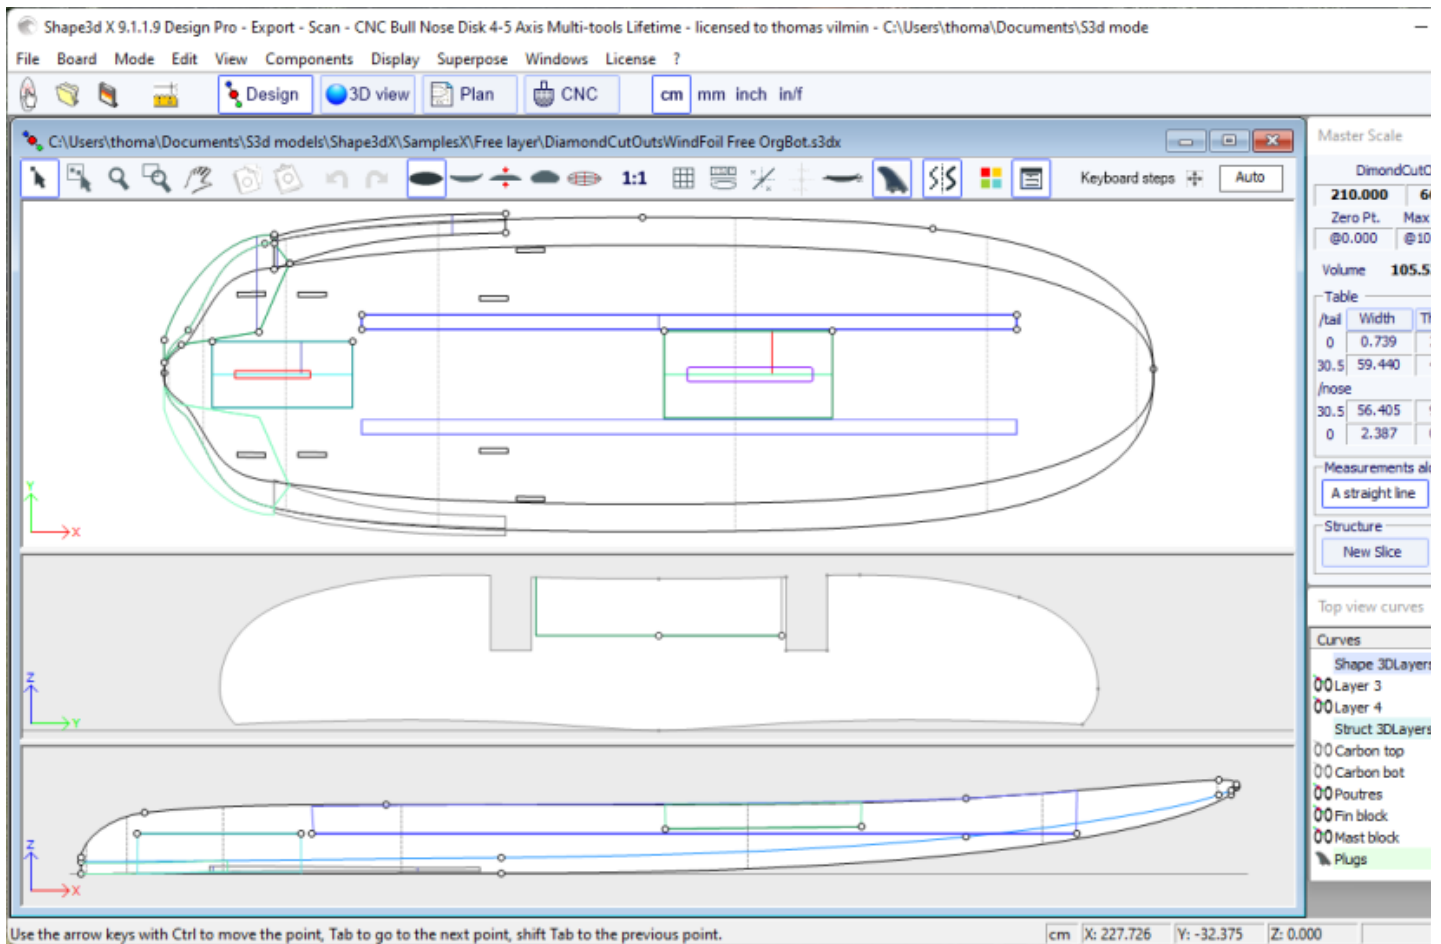 Shape3d X 9.1.1.9 Design Pro - Export - Scan - CNC Bull Nose Disk 4-5 Axis Multi-tools Lifetime - licensed to thomas vilmin - C:\Users\thoma\Documents\S3d mode
File Board Mode Edit View Components Display Superpose Windows License ?
Design 3D view Plan CNC cm mm inch in/f
C:\Users\thoma\Documents\S3d models\Shape3dX\SamplesX\Free layer\DiamondCutOutsWindFoil Free OrgBot.s3dx
1:1 Keyboard steps Auto
Master Scale
DimondCutO
210.000 6
Zero Pt. Max
@0.000 @10
Volume 105.5
Table
/tail Width Th
0 0.739
30.5 59.440
/nose
30.5 56.405
0 2.387
Measurements alo
A straight line
Structure
New Slice
Y
X
Z
Y
Z
X
Top view curves
Curves
Shape 3DLayers
Layer 3
Layer 4
Struct 3DLayers
Carbon top
Carbon bot
Poutres
Fin block
Mast block
Plugs
Use the arrow keys with Ctrl to move the point, Tab to go to the next point, shift Tab to the previous point. cm X: 227.726 Y: -32.375 Z: 0.000